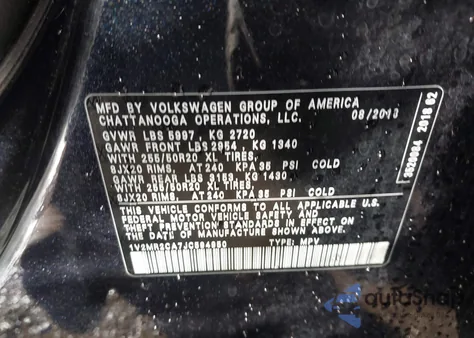 MFD BY VOLKSWAGEN GROUP OF AMERICA
CHATTANOOGA OPERATIONS, LLC. 08/2018
GVWR LBS 5997, KG 2720
GAWR FRONT LBS 2954, KG 1340
WITH 255/50R20 XL TIRES,
8JX20 RIMS, AT 240 KPA 35 PSI COLD
GAWR REAR LBS 3153, KG 1430
WITH 255/50R20 XL TIRES,
8JX20 RIMS, AT 240 KPA 35 PSI COLD
THIS VEHICLE CONFORMS TO ALL APPLICABLE U.S.
FEDERAL MOTOR VEHICLE SAFETY AND
THEFT PREVENTION STANDARDS IN EFFECT ON
THE DATE OF MANUFACTURE SHOWN ABOVE.
1V2MR2CA7JC594950 TYPE: MPV
2018 62